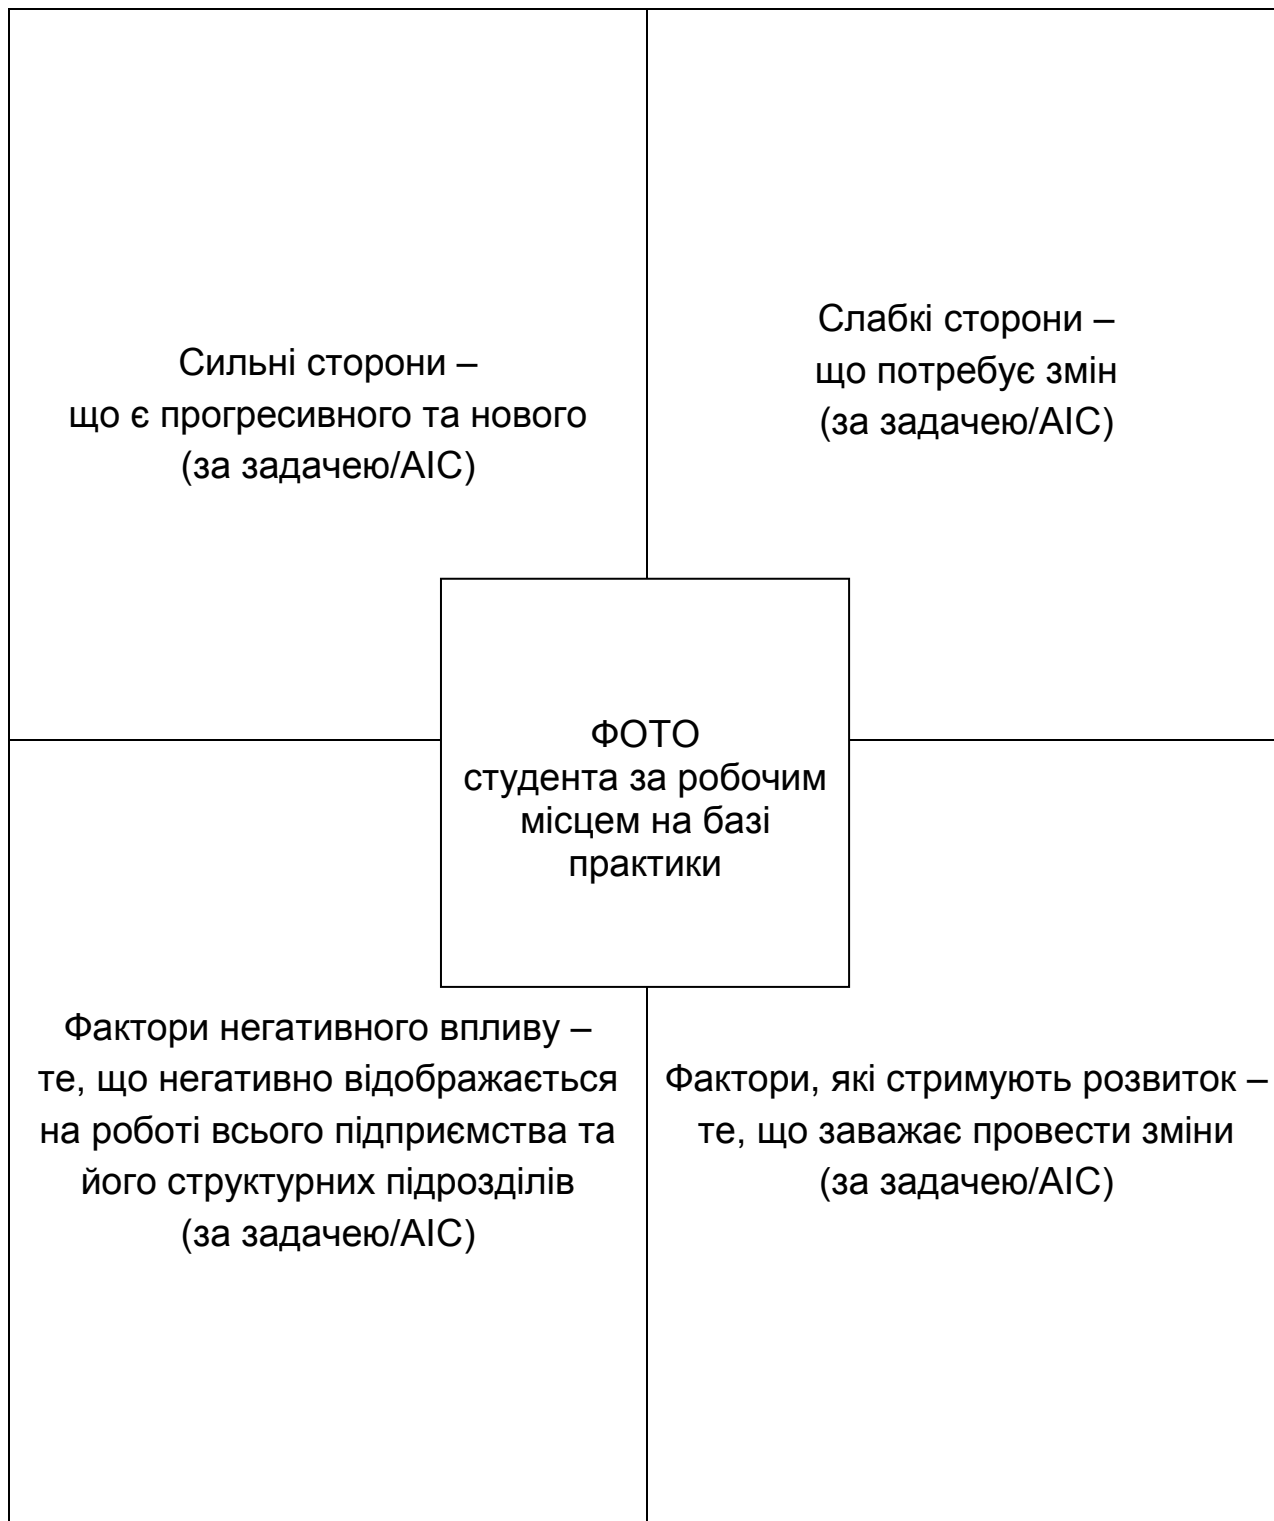 Сильні сторони –
що є прогресивного та нового
(за задачею/АІС)
Слабкі сторони –
що потребує змін
(за задачею/АІС)
ФОТО
студента за робочим
місцем на базі
практики
Фактори негативного впливу –
те, що негативно відображається
на роботі всього підприємства та
його структурних підрозділів
(за задачею/АІС)
Фактори, які стримують розвиток –
те, що заважає провести зміни
(за задачею/АІС)